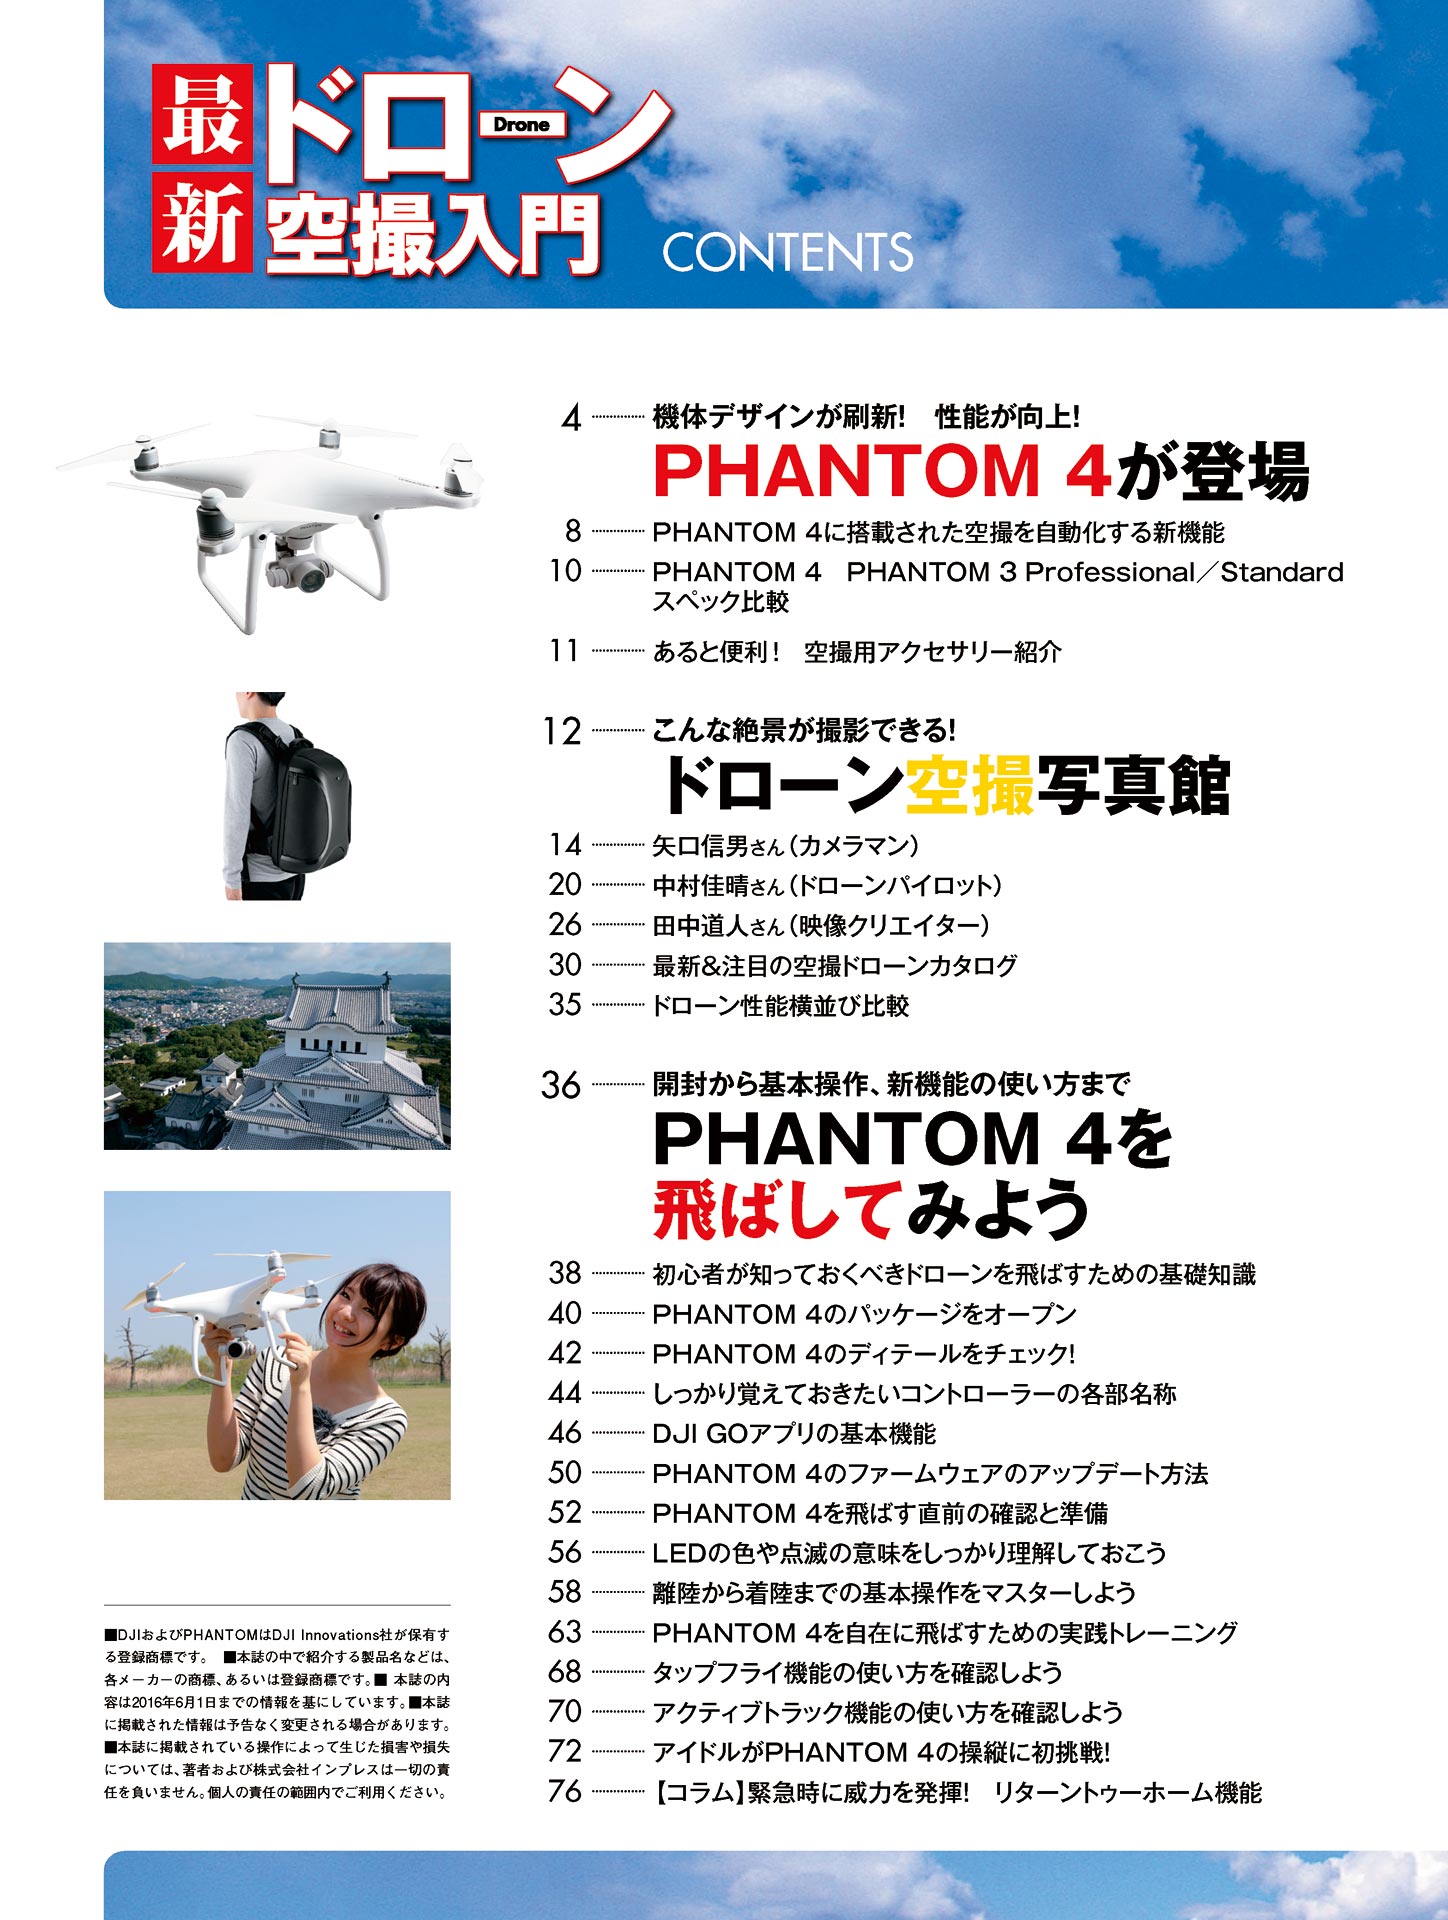 最新
ドローン
Drone
空撮入門
CONTENTS
4 機体デザインが刷新!　性能が向上!
PHANTOM 4が登場
8 PHANTOM 4に搭載された空撮を自動化する新機能
10 PHANTOM 4　PHANTOM 3 Professional／Standard
スペック比較
11 あると便利！　空撮用アクセサリー紹介
12 こんな絶景が撮影できる!
ドローン空撮写真館
14 矢口信男さん（カメラマン）
20 中村佳晴さん（ドローンパイロット）
26 田中道人さん（映像クリエイター）
30 最新&注目の空撮ドローンカタログ
35 ドローン性能横並び比較
36 開封から基本操作、新機能の使い方まで
PHANTOM 4を
飛ばしてみよう
38 初心者が知っておくべきドローンを飛ばすための基礎知識
40 PHANTOM 4のパッケージをオープン
42 PHANTOM 4のディテールをチェック!
44 しっかり覚えておきたいコントローラーの各部名称
46 DJI GOアプリの基本機能
50 PHANTOM 4のファームウェアのアップデート方法
52 PHANTOM 4を飛ばす直前の確認と準備
56 LEDの色や点滅の意味をしっかり理解しておこう
58 離陸から着陸までの基本操作をマスターしよう
63 PHANTOM 4を自在に飛ばすための実践トレーニング
68 タップフライ機能の使い方を確認しよう
70 アクティブトラック機能の使い方を確認しよう
72 アイドルがPHANTOM 4の操縦に初挑戦!
76 【コラム】緊急時に威力を発揮!　リターントゥーホーム機能
■DJIおよびPHANTOMはDJI Innovations社が保有す
る登録商標です。　■本誌の中で紹介する製品名などは、
各メーカーの商標、あるいは登録商標です。■ 本誌の内
容は2016年6月1日までの情報を基にしています。■本誌
に掲載された情報は予告なく変更される場合があります。
■本誌に掲載されている操作によって生じた損害や損失
については、著者および株式会社インプレスは一切の責
任を負いません。個人の責任の範囲内でご利用ください。